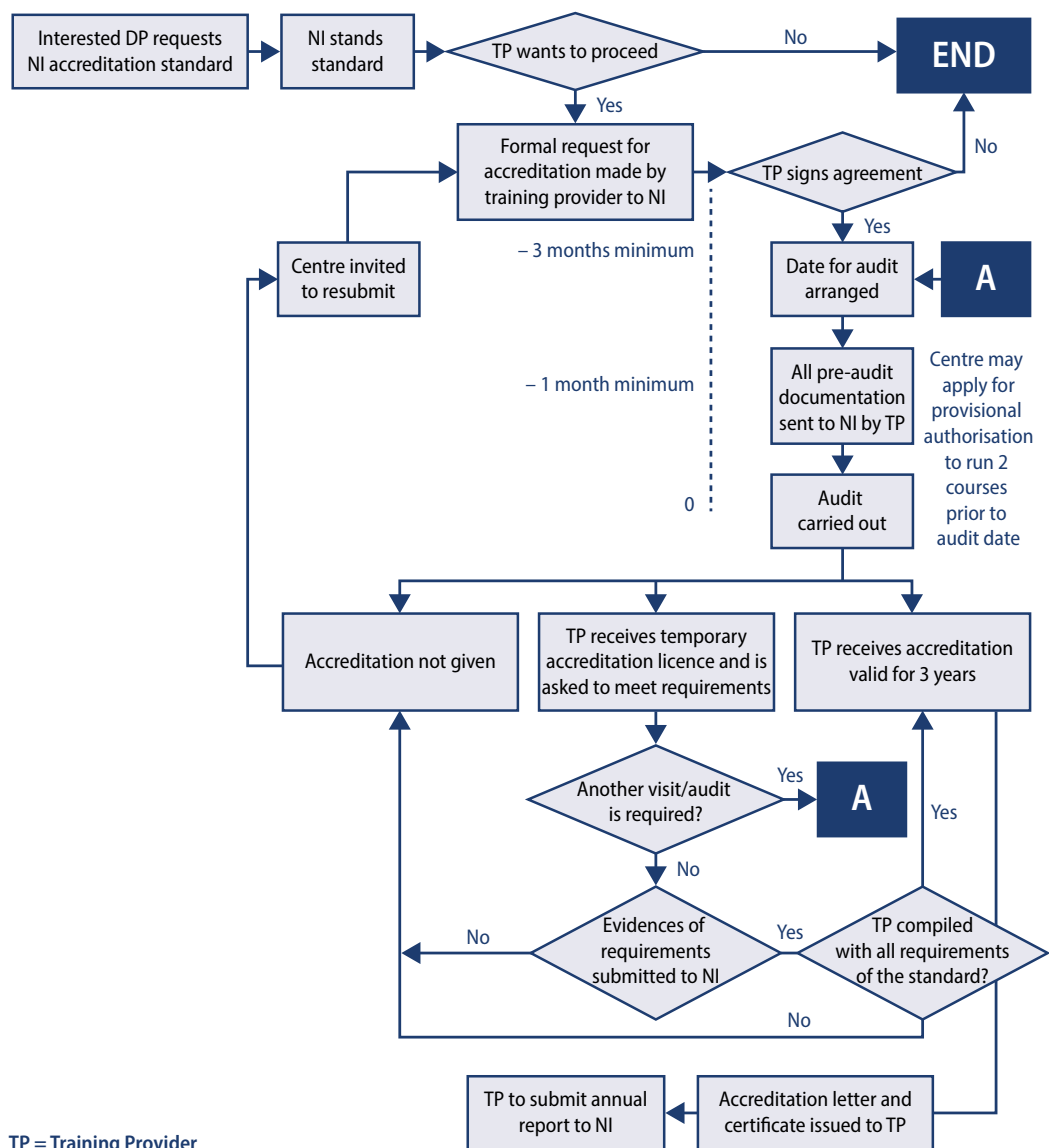 Interested DP requests
NI accreditation standard
NI stands
standard
TP wants to proceed
No
END
Yes
Formal request for
accreditation made by
training provider to NI
TP signs agreement
No
Yes
– 3 months minimum
Centre invited
to resubmit
Date for audit
arranged
A
– 1 month minimum
All pre-audit
documentation
sent to NI by TP
Centre may
apply for
provisional
authorisation
to run 2
courses
prior to
audit date
0
Audit
carried out
Accreditation not given
TP receives temporary
accreditation licence and is
asked to meet requirements
TP receives accreditation
valid for 3 years
Another visit/audit
is required?
Yes
A
Yes
No
Evidences of
requirements
submitted to NI
No
Yes
TP compiled
with all requirements
of the standard?
No
TP to submit annual
report to NI
Accreditation letter and
certificate issued to TP
TP = Training Provider